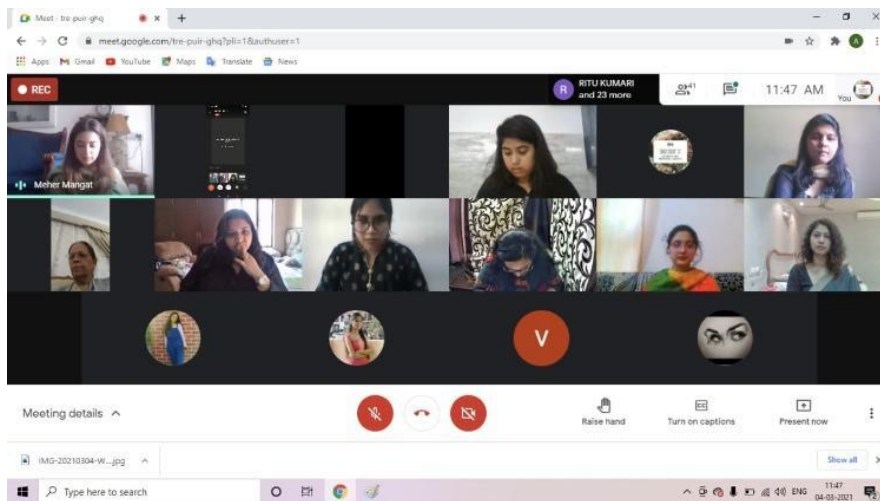 Meet - tre-puir-ghq
meet.google.com/tre-puir-ghq?pli=1&authuser=1
Apps Gmail YouTube Maps Translate News
REC
R RITU KUMARI
and 23 more
41
11:47 AM
You
Meher Mangat
V
Meeting details
Raise hand
Turn on captions
Present now
IMG-20210304-W....jpg
Show all
Type here to search
ENG
11:47
04-03-2021